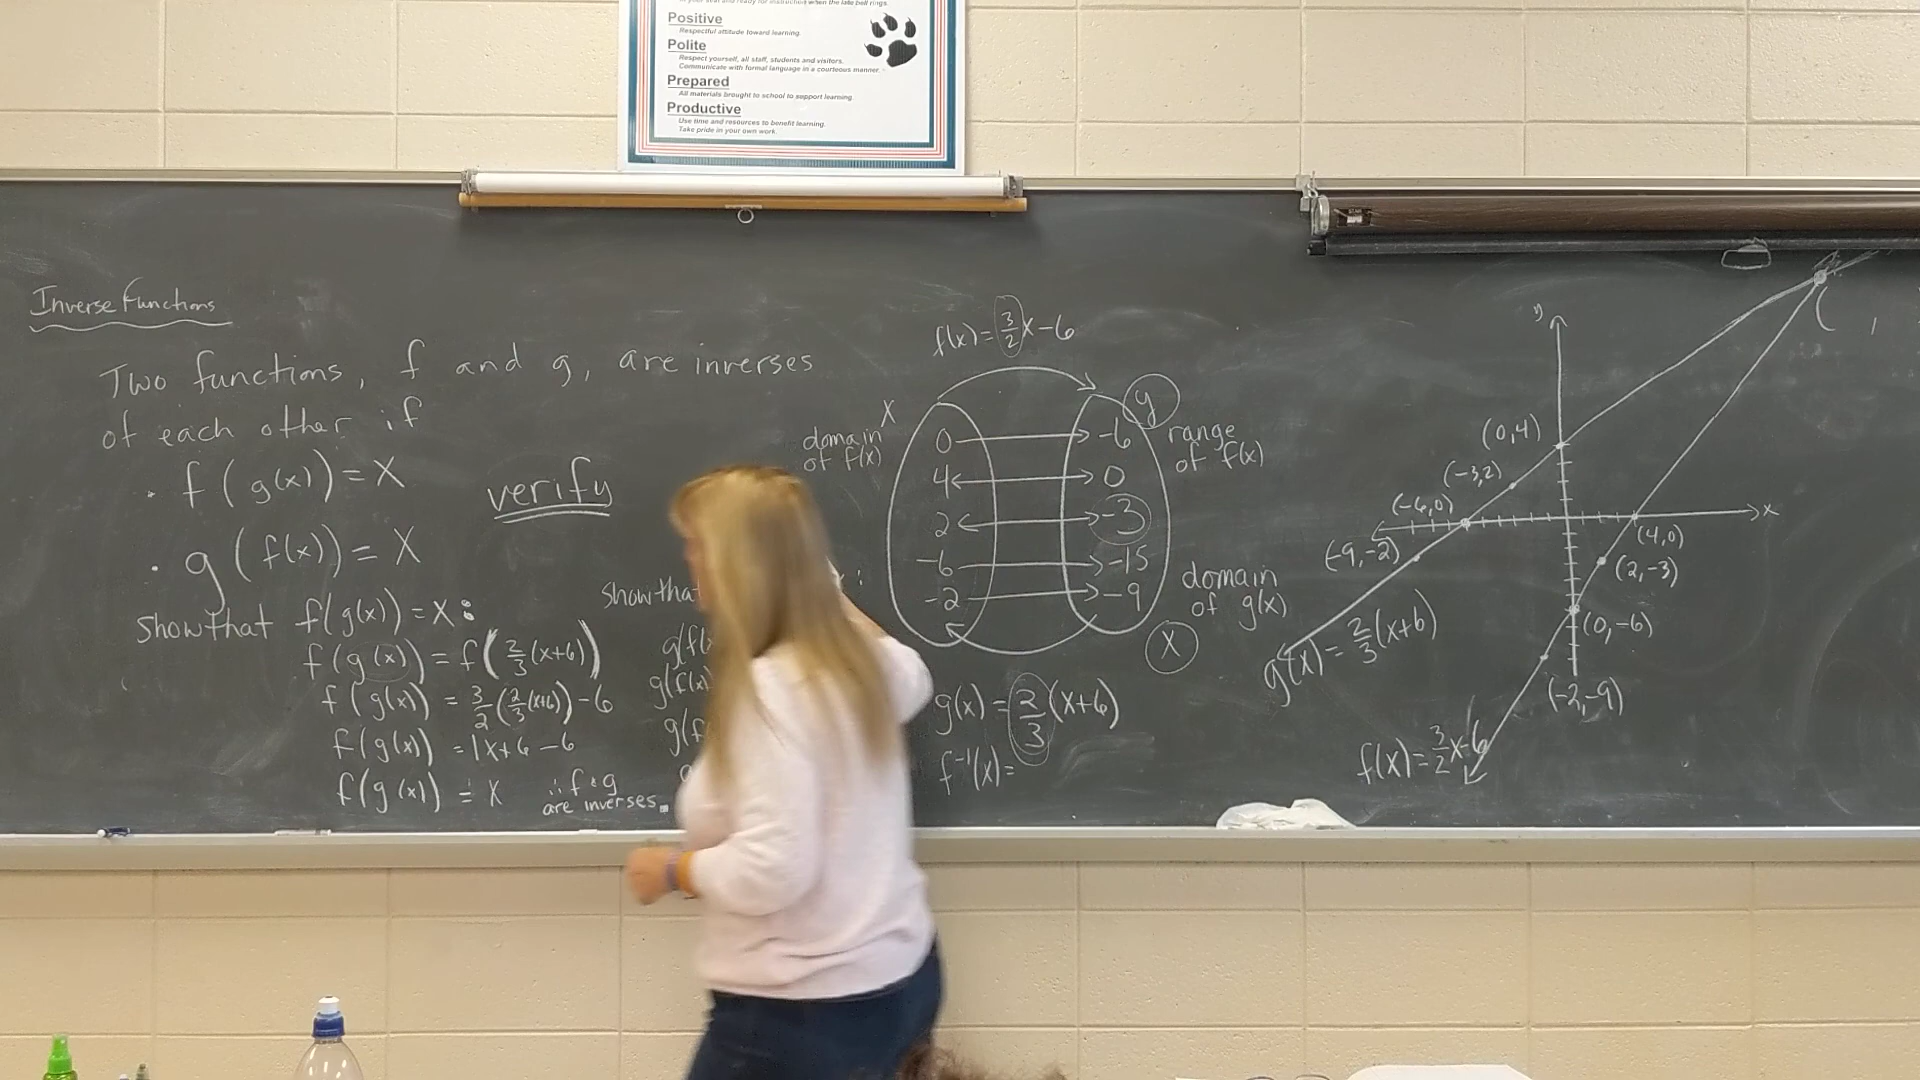 Positive
Respectful attitude toward learning.
Polite
Respect yourself, all staff, students and visitors.
Communicate with formal language in a courteous manner.
Prepared
All materials brought to school to support learning.
Productive
Use time and resources to benefit learning.
Take pride in your own work.
Inverse Functions
Two functions, f and g, are inverses
of each other if
• f(g(x)) = X
• g(f(x)) = X
verify
Show that f(g(x)) = X:
f(g(x)) = f(2/3(x+6))
f(g(x)) = 3/2(2/3(x+6)) - 6
f(g(x)) = 1x+6-6
f(g(x)) = X
∴ f & g
are inverses.
Show that
g(f(x
g(f(x)
g(f
f(x) = 3/2x-6
domain
of f(x)
X
y
range
of f(x)
0 -6
4 0
2 -3
-6 -15
-2 -9
domain
of g(x)
X
g(x) = 2/3(x+6)
f⁻¹(x) =
y
x
(0,4)
(-3,2)
(-6,0)
(-9,-2)
(4,0)
(2,-3)
(0,-6)
(-2,-9)
g(x) = 2/3(x+6)
f(x) = 3/2x-6